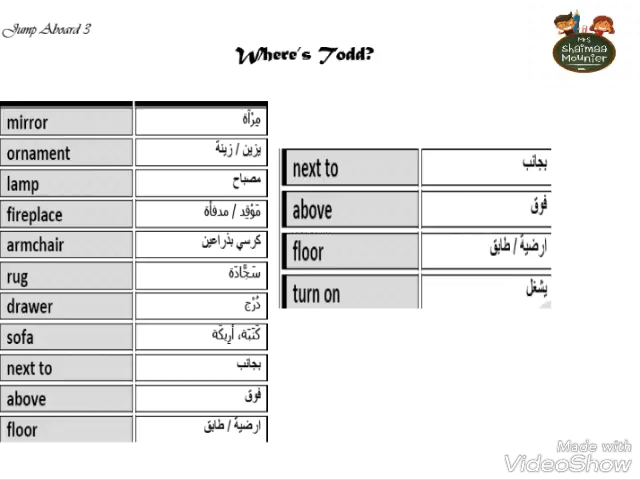 Jump Aboard 3
Mrs
Shaimaa
Mounier
Where's Todd?
mirror مِرْآة
ornament يزين / زينة
lamp مصباح
fireplace مَوْقِد / مدفأة
armchair كرسي بذراعين
rug سَجَّادَة
drawer دُرْج
sofa كَنَبَة، أَرِيكَة
next to بجانب
above فوق
floor ارضية / طابق
next to بجانب
above فوق
floor ارضية / طابق
turn on يشغل
Made with
VideoShow